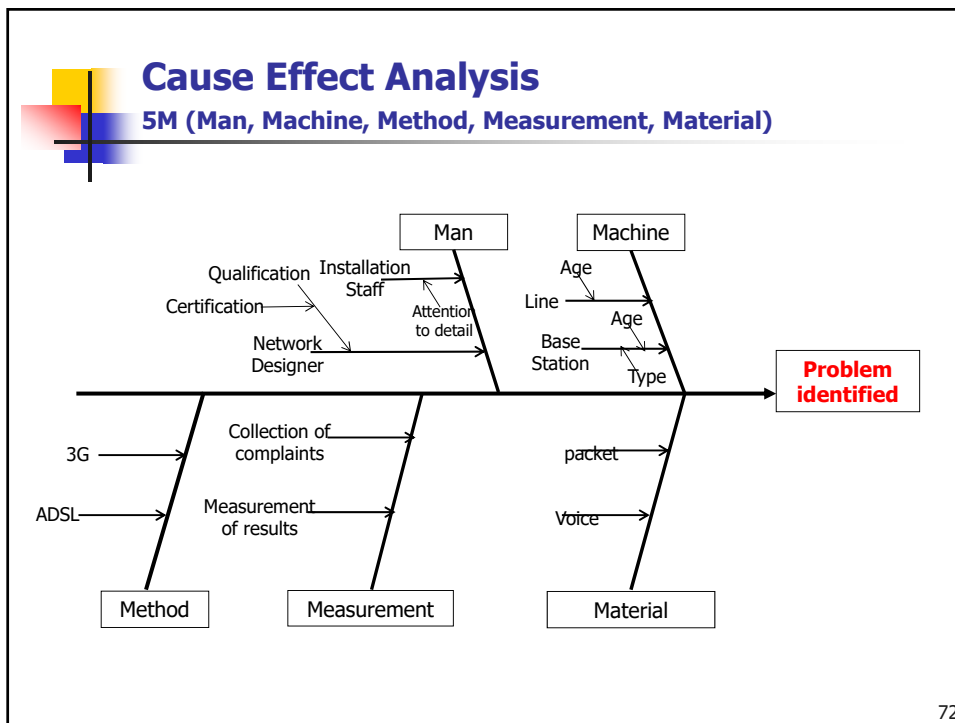 Cause Effect Analysis
5M (Man, Machine, Method, Measurement, Material)
Man
Machine
Qualification
Installation
Staff
Age
Certification
Line
Attention
to detail
Age
Network
Designer
Base
Station
Type
Problem
identified
Collection of
complaints
3G
packet
ADSL
Measurement
of results
Voice
Method
Measurement
Material
72